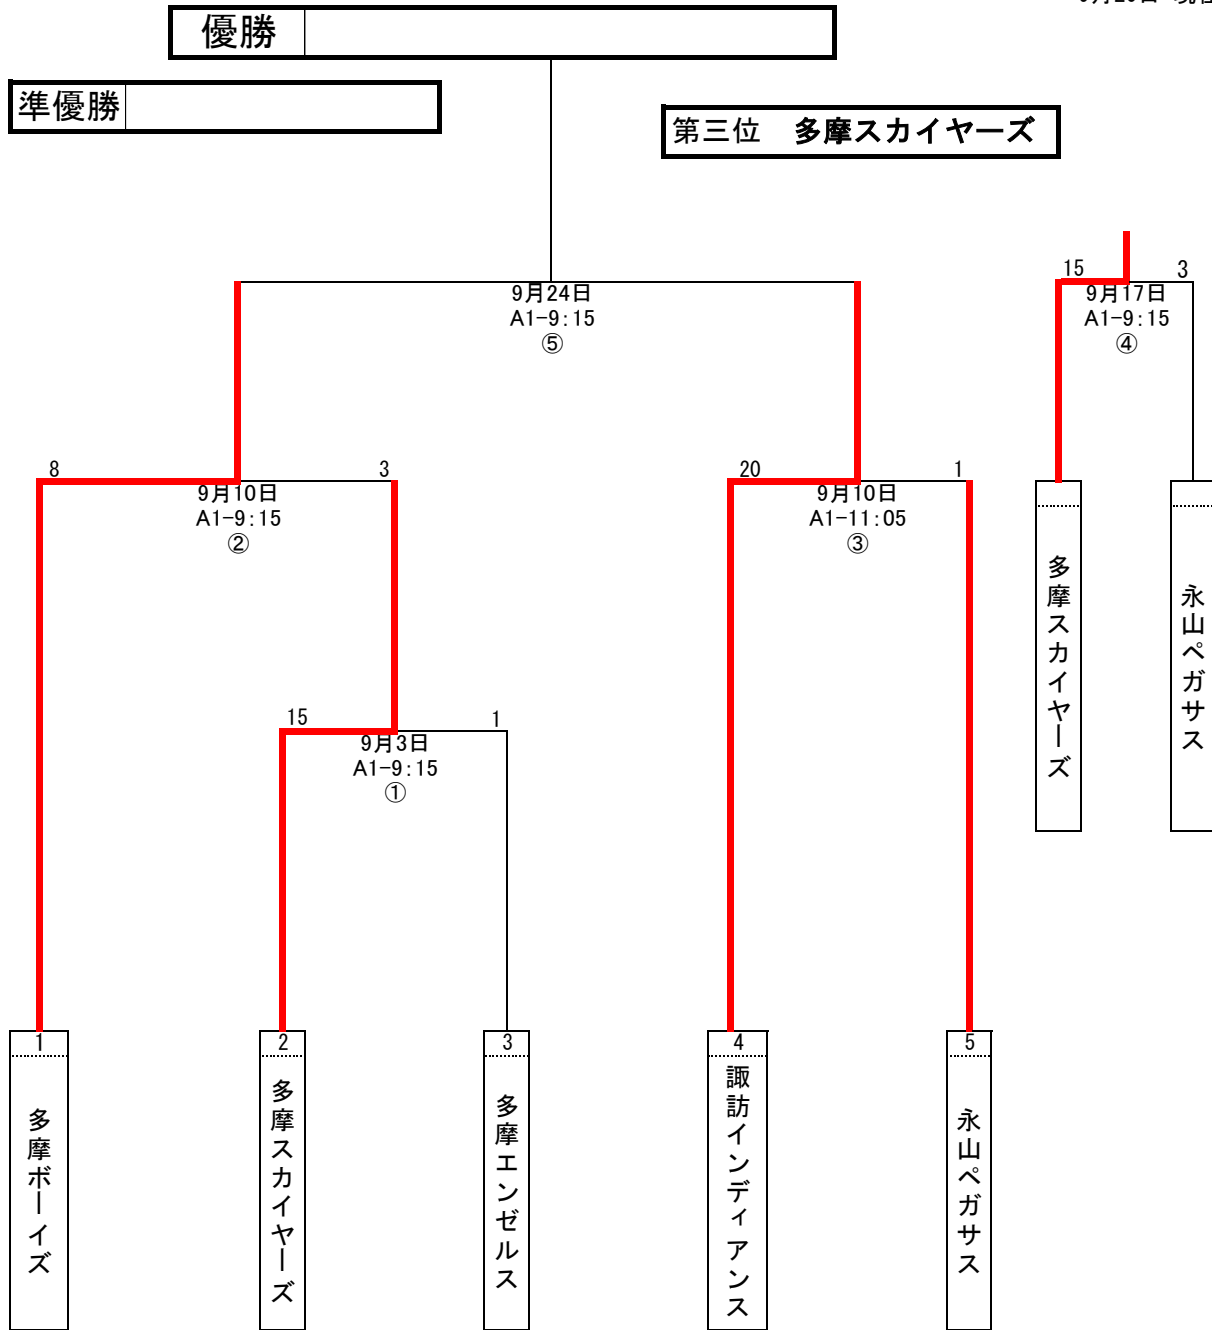 優勝
準優勝
第三位 多摩スカイヤーズ
15 3
9月24日
A1-9:15
⑤
9月17日
A1-9:15
④
8 3
9月10日
A1-9:15
②
20 1
9月10日
A1-11:05
③
多摩スカイヤーズ
永山ペガサス
15 1
9月3日
A1-9:15
①
1
多摩ボーイズ
2
多摩スカイヤーズ
3
多摩エンゼルス
4
諏訪インディアンス
5
永山ペガサス